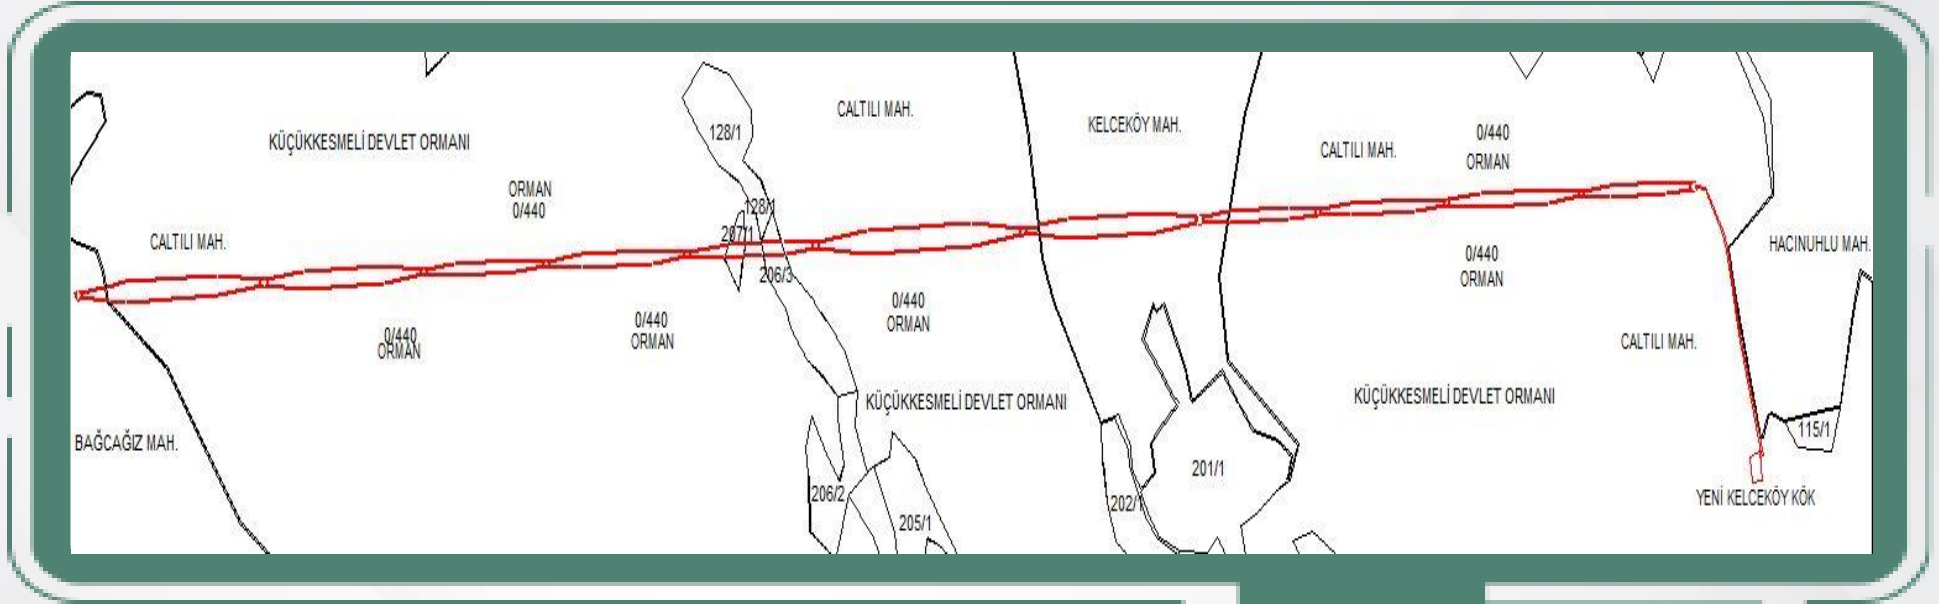 CALTILI MAH.
KELCEKÖY MAH.
128/1
0/440
ORMAN
KÜÇÜKKESMELİ DEVLET ORMANI
CALTILI MAH.
ORMAN
0/440
128/1
207/1
CALTILI MAH.
HACINUHLU MAH.
206/3
0/440
ORMAN
0/440
ORMAN
0/440
ORMAN
0/440
ORMAN
CALTILI MAH.
KÜÇÜKKESMELİ DEVLET ORMANI
KÜÇÜKKESMELİ DEVLET ORMANI
BAĞCAĞIZ MAH.
115/1
201/1
206/2
202/1
YENİ KELCEKÖY KÖK
205/1